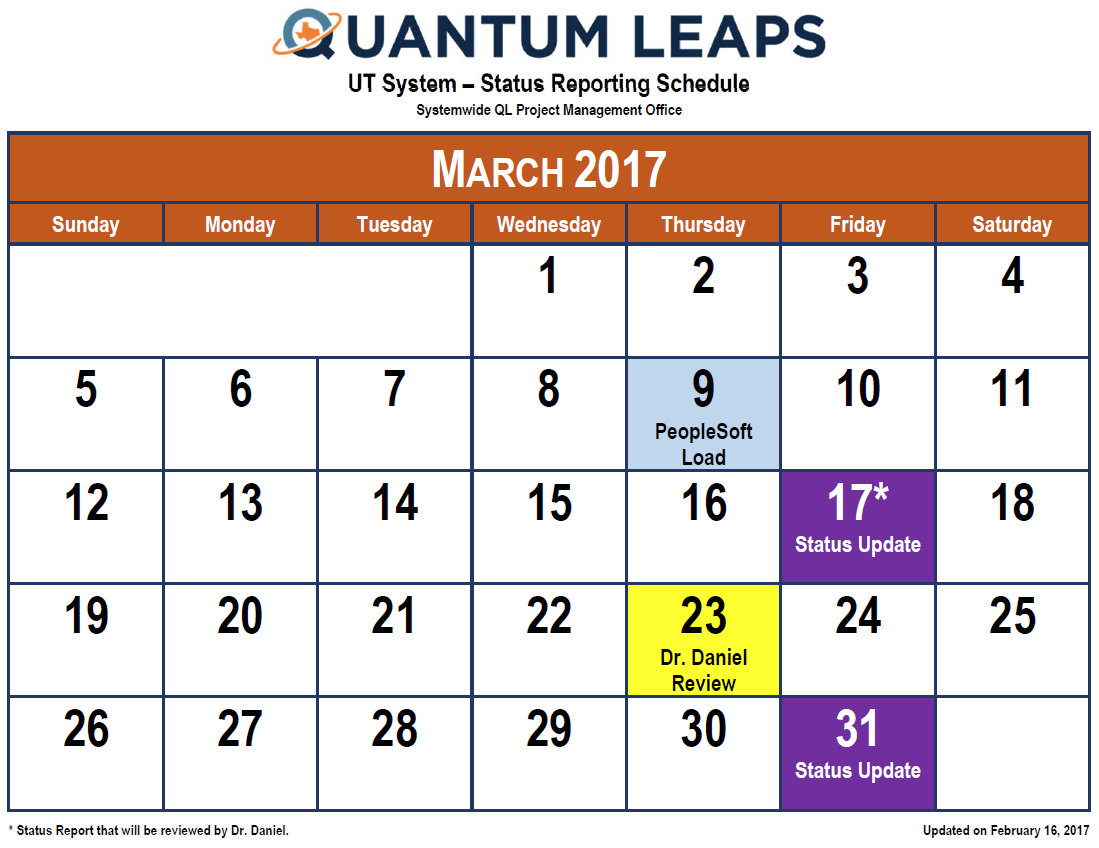 QUANTUM LEAPS
UT System – Status Reporting Schedule
Systemwide QL Project Management Office
MARCH 2017
Sunday Monday Tuesday Wednesday Thursday Friday Saturday
1 2 3 4
5 6 7 8 9 10 11
PeopleSoft
Load
12 13 14 15 16 17* 18
Status Update
19 20 21 22 23 24 25
Dr. Daniel
Review
26 27 28 29 30 31
Status Update
* Status Report that will be reviewed by Dr. Daniel. Updated on February 16, 2017